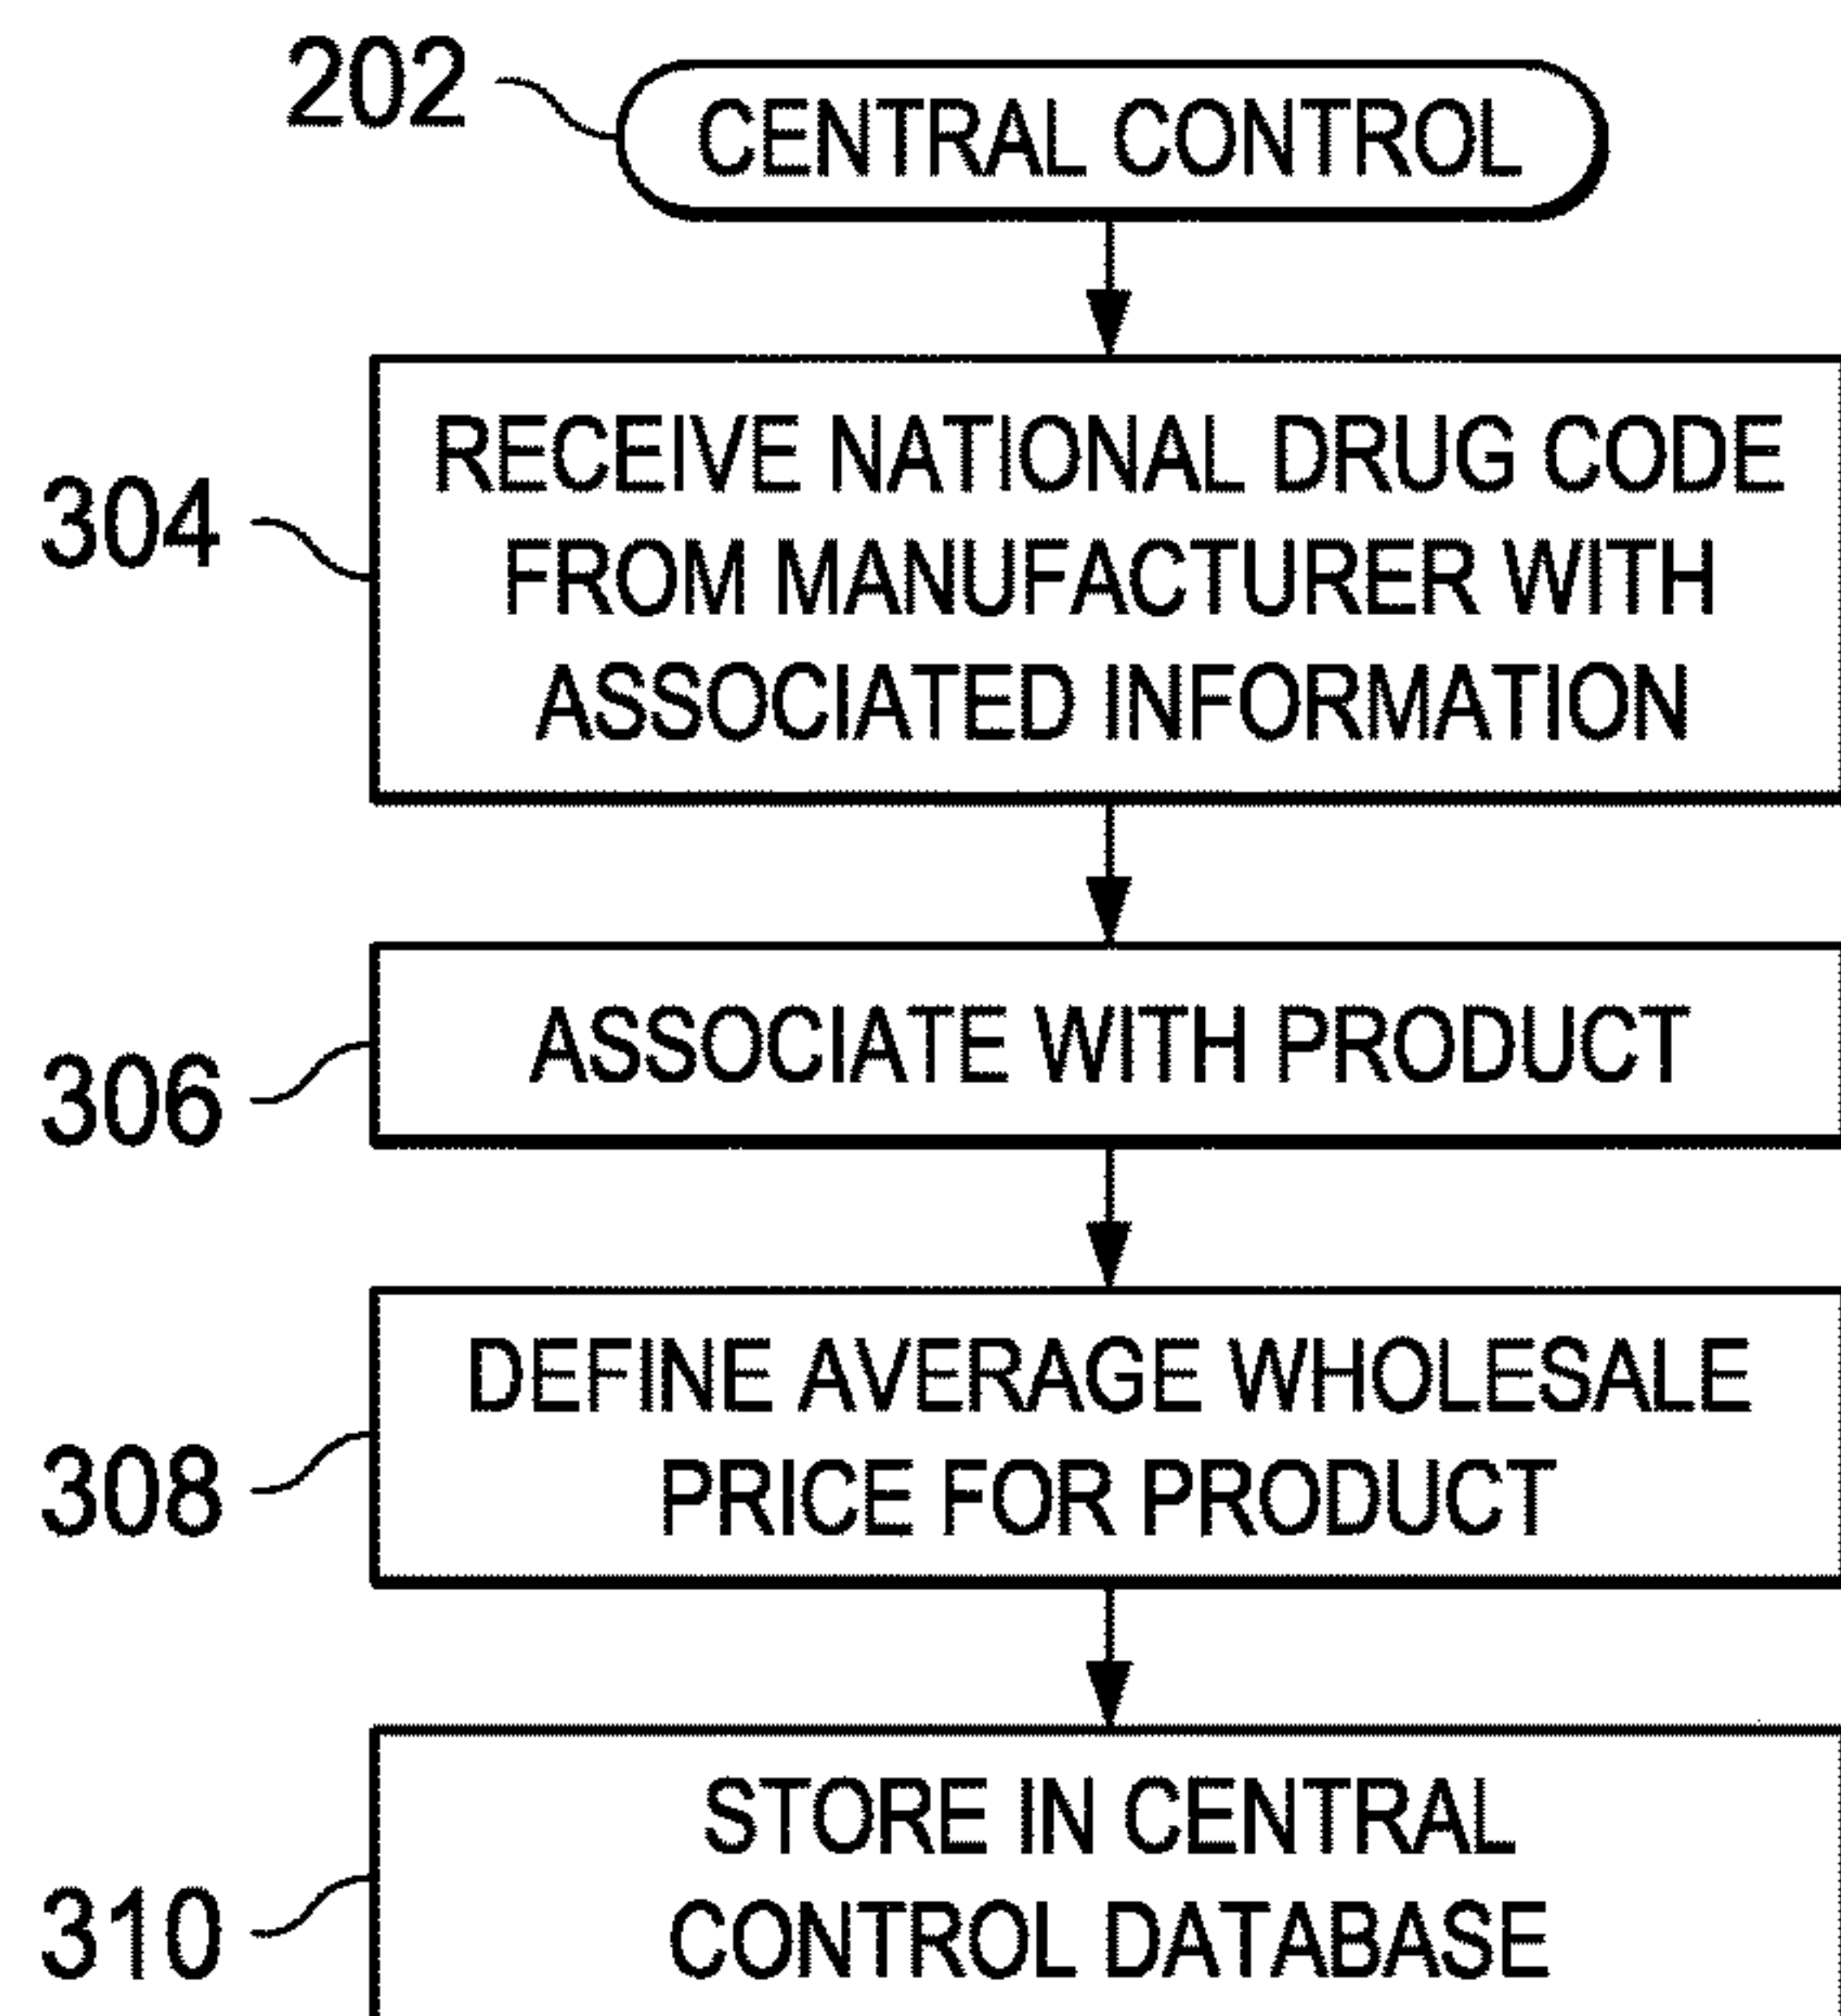 202
CENTRAL CONTROL
304
RECEIVE NATIONAL DRUG CODE
FROM MANUFACTURER WITH
ASSOCIATED INFORMATION
306
ASSOCIATE WITH PRODUCT
308
DEFINE AVERAGE WHOLESALE
PRICE FOR PRODUCT
310
STORE IN CENTRAL
CONTROL DATABASE